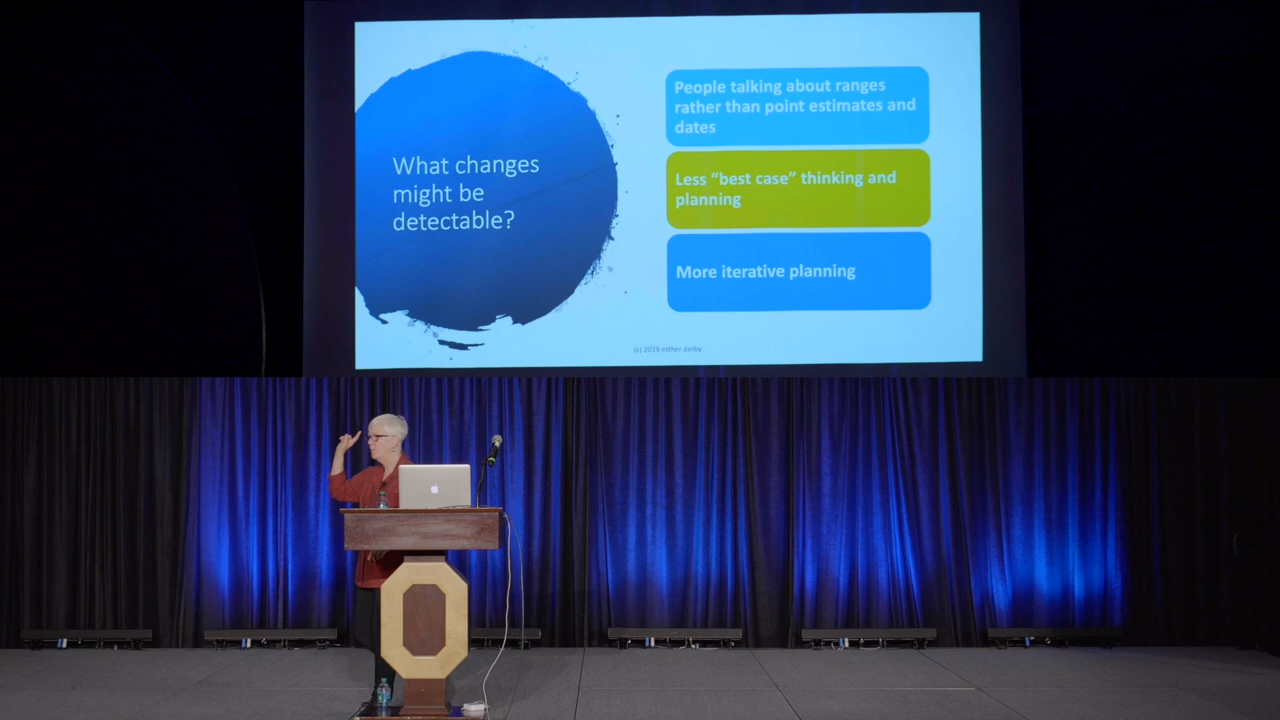 What changes
might be
detectable?
People talking about ranges
rather than point estimates and
dates
Less “best case” thinking and
planning
More iterative planning
(c) 2019 esther derby